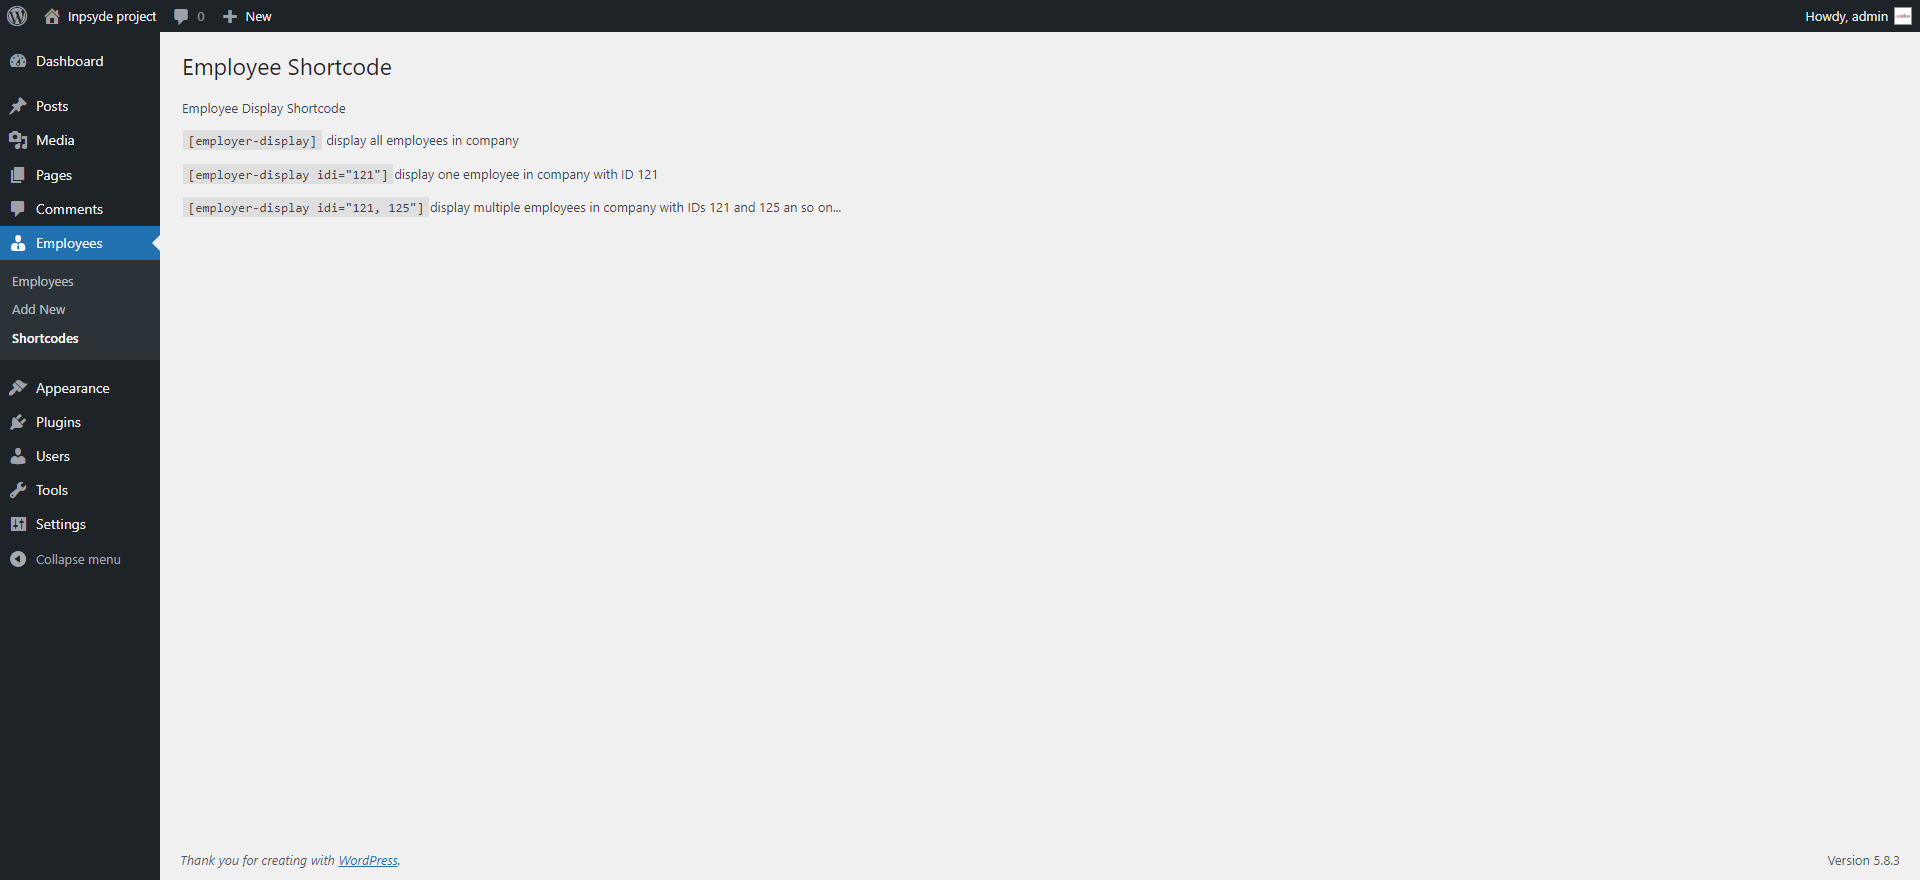 Inpsyde project 0 New Howdy, admin
Dashboard
Posts
Media
Pages
Comments
Employees
Employees
Add New
Shortcodes
Appearance
Plugins
Users
Tools
Settings
Collapse menu
Employee Shortcode
Employee Display Shortcode
[employer-display] display all employees in company
[employer-display idi="121"] display one employee in company with ID 121
[employer-display idi="121, 125"] display multiple employees in company with IDs 121 and 125 an so on...
Thank you for creating with WordPress. Version 5.8.3